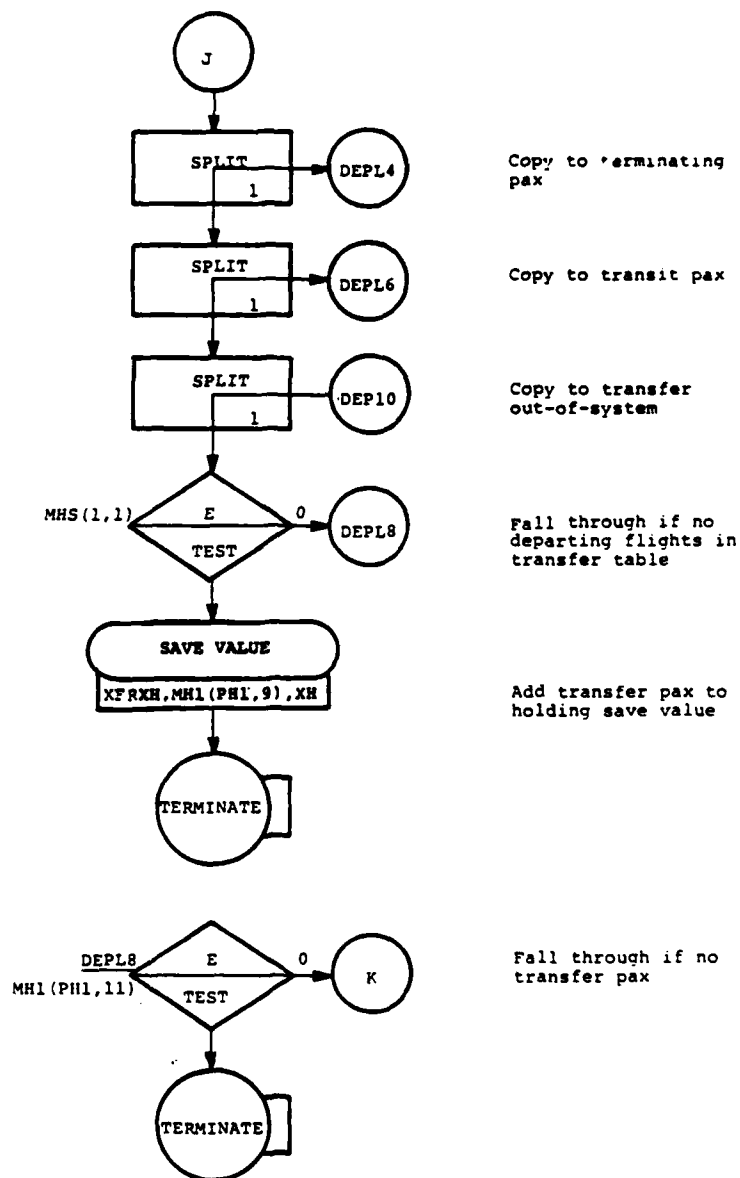 J
SPLIT
1
DEPL4
Copy to terminating
pax
SPLIT
1
DEPL6
Copy to transit pax
SPLIT
1
DEP10
Copy to transfer
out-of-system
MHS(1,1)
E
0
TEST
DEPL8
Fall through if no
departing flights in
transfer table
SAVE VALUE
XFRXH,MH1(PH1,9),XH
Add transfer pax to
holding save value
TERMINATE
DEPL8
MH1(PH1,11)
E
0
TEST
K
Fall through if no
transfer pax
TERMINATE